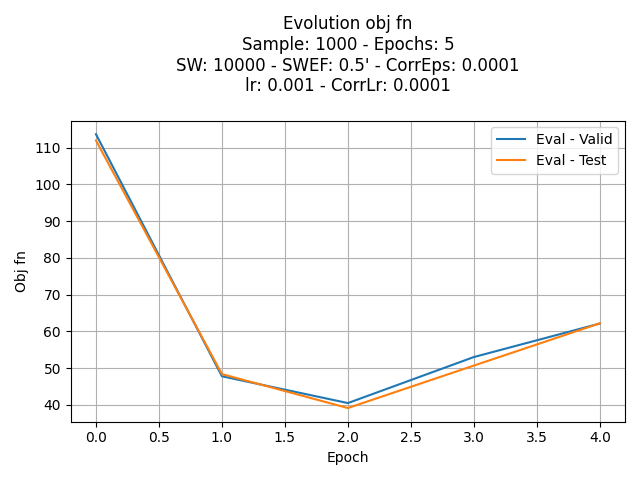 Evolution obj fn
Sample: 1000 - Epochs: 5
SW: 10000 - SWEF: 0.5' - CorrEps: 0.0001
lr: 0.001 - CorrLr: 0.0001
Eval - Valid
Eval - Test
110
100
90
80
70
60
50
40
Obj fn
0.0 0.5 1.0 1.5 2.0 2.5 3.0 3.5 4.0
Epoch